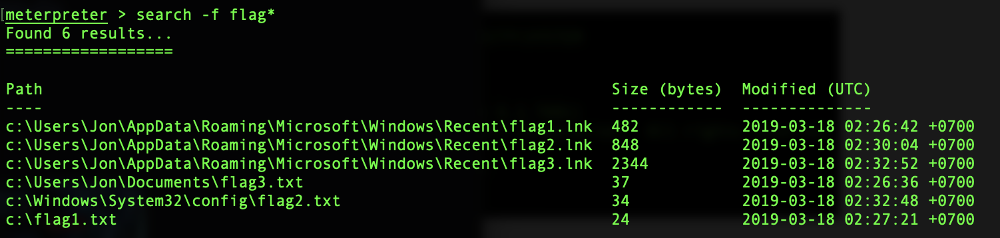 [meterpreter > search -f flag*
Found 6 results...
==================
Path Size (bytes) Modified (UTC)
---- ------------ --------------
c:\Users\Jon\AppData\Roaming\Microsoft\Windows\Recent\flag1.lnk 482 2019-03-18 02:26:42 +0700
c:\Users\Jon\AppData\Roaming\Microsoft\Windows\Recent\flag2.lnk 848 2019-03-18 02:30:04 +0700
c:\Users\Jon\AppData\Roaming\Microsoft\Windows\Recent\flag3.lnk 2344 2019-03-18 02:32:52 +0700
c:\Users\Jon\Documents\flag3.txt 37 2019-03-18 02:26:36 +0700
c:\Windows\System32\config\flag2.txt 34 2019-03-18 02:32:48 +0700
c:\flag1.txt 24 2019-03-18 02:27:21 +0700